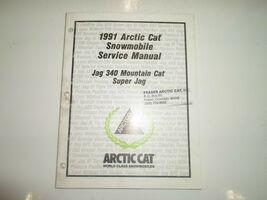 1991 Arctic Cat
Snowmobile
Service Manual
Jag 340 Mountain Cat
Super Jag
FRASER ARCTIC CAT,
ARCTIC CAT
WORLD CLASS SNOWMOBILES